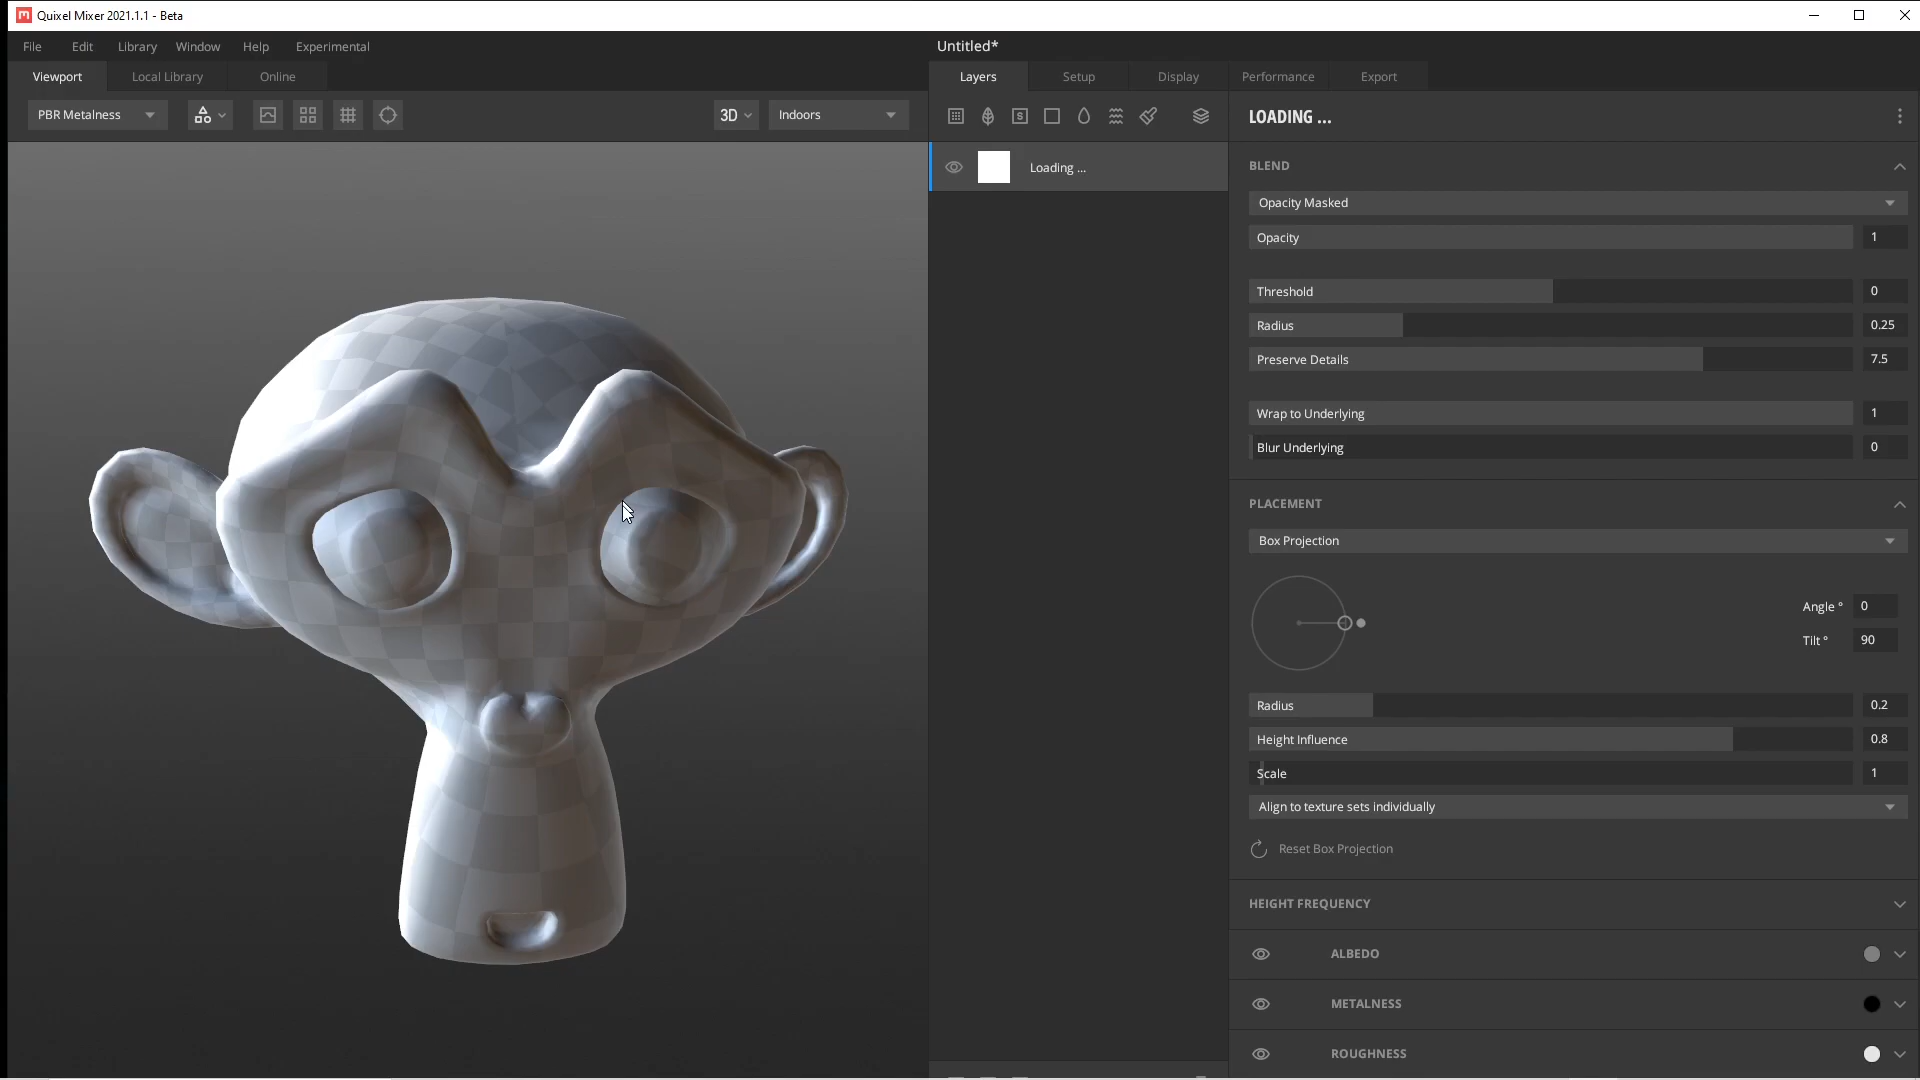 Quixel Mixer 2021.1.1 - Beta
File Edit Library Window Help Experimental
Untitled*
Viewport Local Library Online
Layers Setup Display Performance Export
PBR Metalness
3D
Indoors
S
LOADING ...
Loading ...
BLEND
Opacity Masked
Opacity 1
Threshold 0
Radius 0.25
Preserve Details 7.5
Wrap to Underlying 1
Blur Underlying 0
PLACEMENT
Box Projection
Angle ° 0
Tilt ° 90
Radius 0.2
Height Influence 0.8
Scale 1
Align to texture sets individually
Reset Box Projection
HEIGHT FREQUENCY
ALBEDO
METALNESS
ROUGHNESS